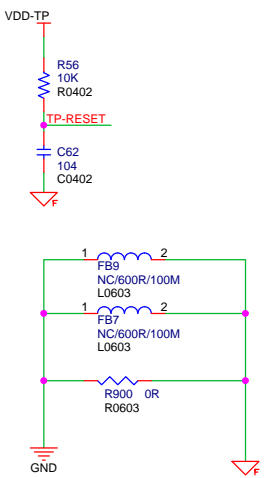 VDD-TP
R56
10K
R0402
TP-RESET
C62
104
C0402
F
1 2
FB9
NC/600R/100M
L0603
1 2
FB7
NC/600R/100M
L0603
R900 0R
R0603
GND
F